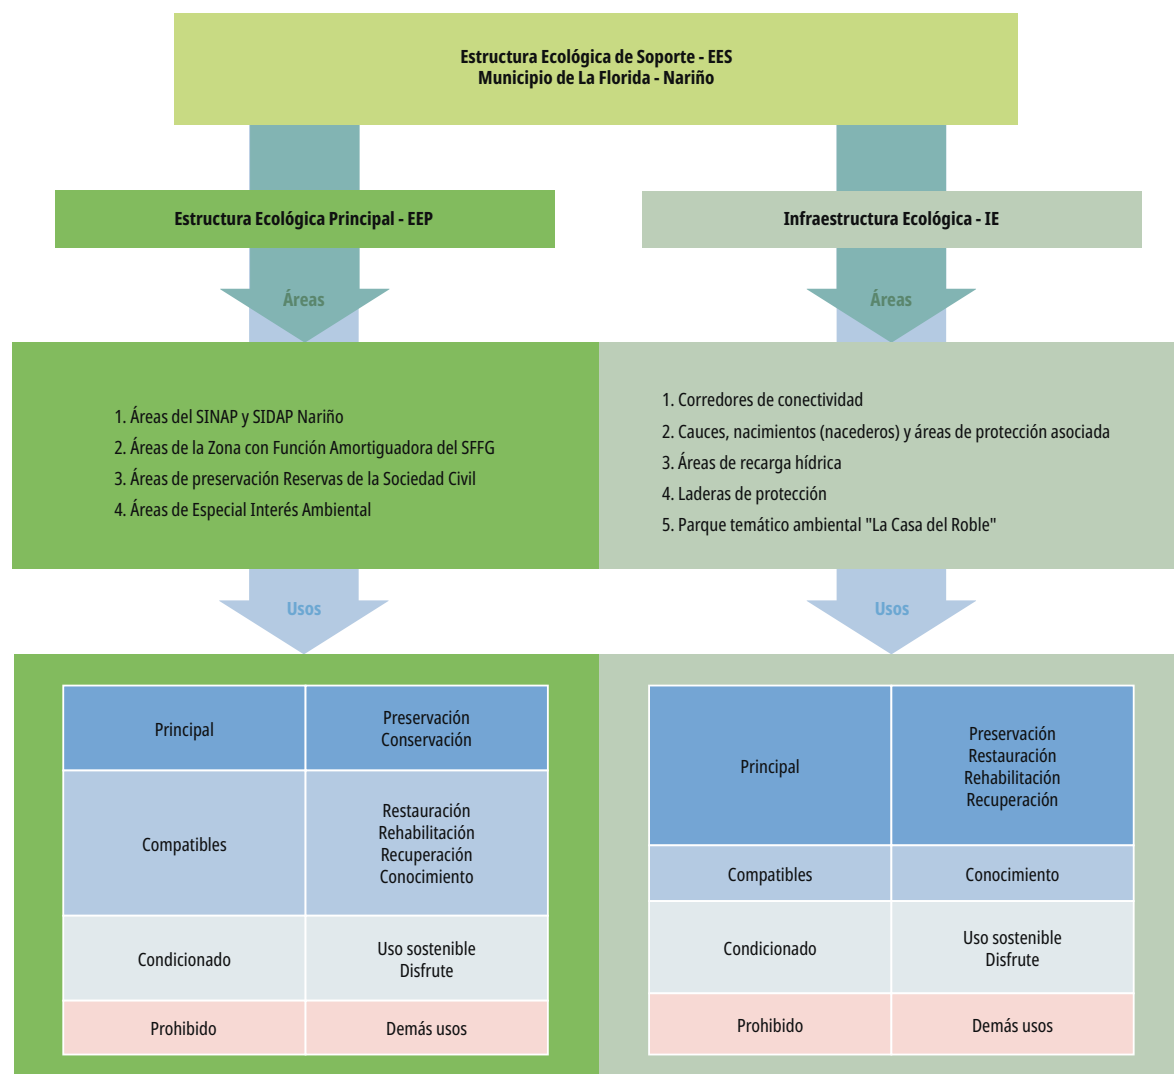 Estructura Ecológica de Soporte - EES
Municipio de La Florida - Nariño
Estructura Ecológica Principal - EEP
Infraestructura Ecológica - IE
Áreas
Áreas
1. Áreas del SINAP y SIDAP Nariño
2. Áreas de la Zona con Función Amortiguadora del SFFG
3. Áreas de preservación Reservas de la Sociedad Civil
4. Áreas de Especial Interés Ambiental
1. Corredores de conectividad
2. Cauces, nacimientos (nacederos) y áreas de protección asociada
3. Áreas de recarga hídrica
4. Laderas de protección
5. Parque temático ambiental "La Casa del Roble"
Usos
Usos
Principal
Preservación
Conservación
Compatibles
Restauración
Rehabilitación
Recuperación
Conocimiento
Condicionado
Uso sostenible
Disfrute
Prohibido
Demás usos
Principal
Preservación
Restauración
Rehabilitación
Recuperación
Compatibles
Conocimiento
Condicionado
Uso sostenible
Disfrute
Prohibido
Demás usos